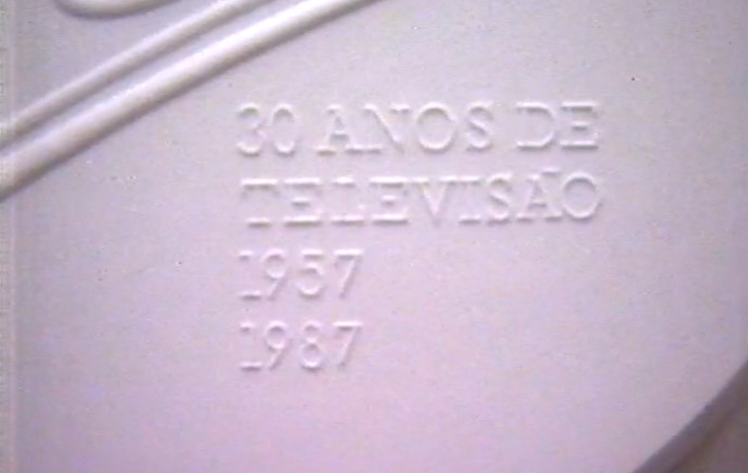 30 ANOS DE
TELEVISÃO
1957
1987